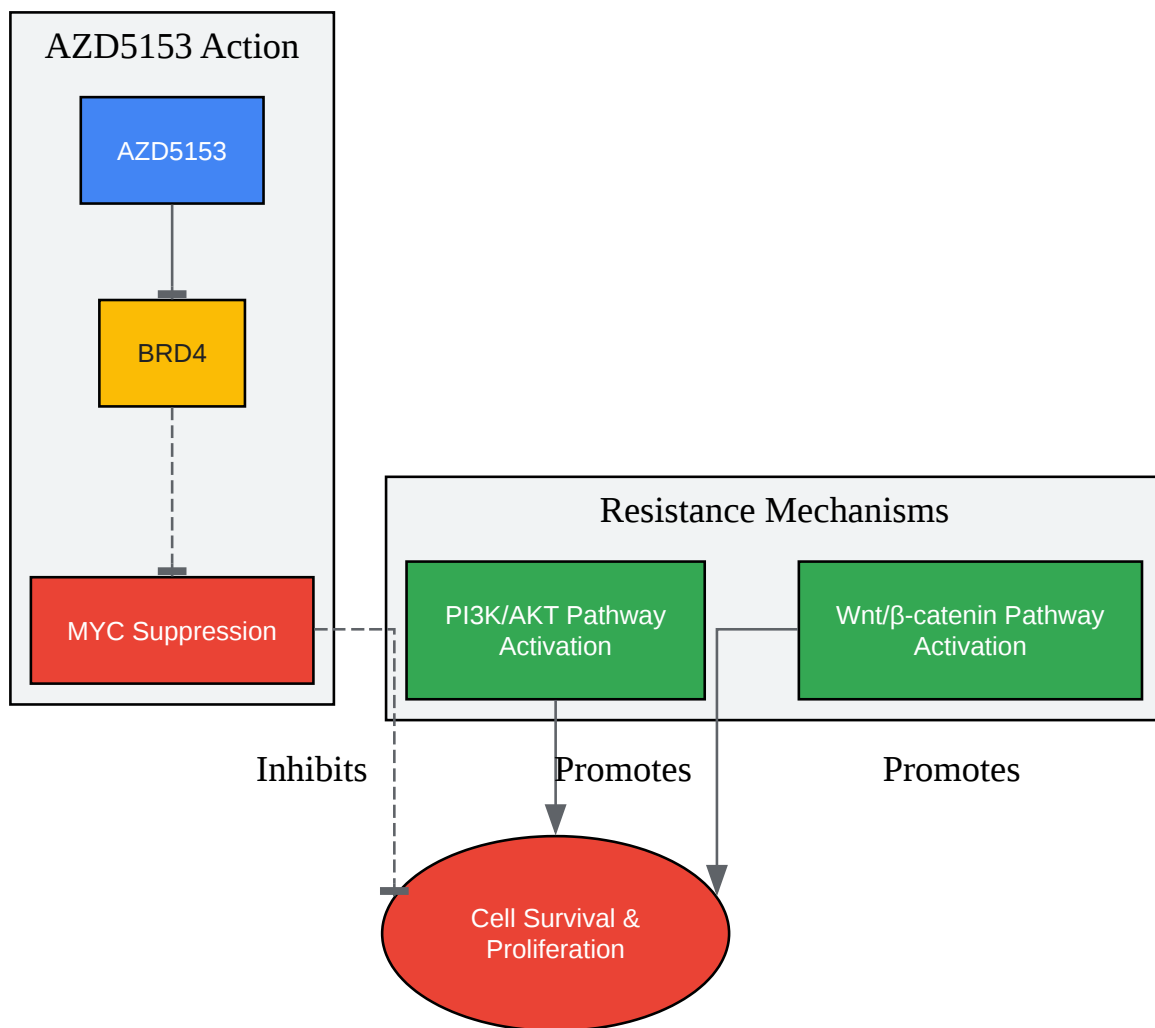 AZD5153 Action
AZD5153
BRD4
MYC Suppression
Resistance Mechanisms
PI3K/AKT Pathway
Activation
Wnt/β-catenin Pathway
Activation
Inhibits
Promotes
Promotes
Cell Survival &
Proliferation